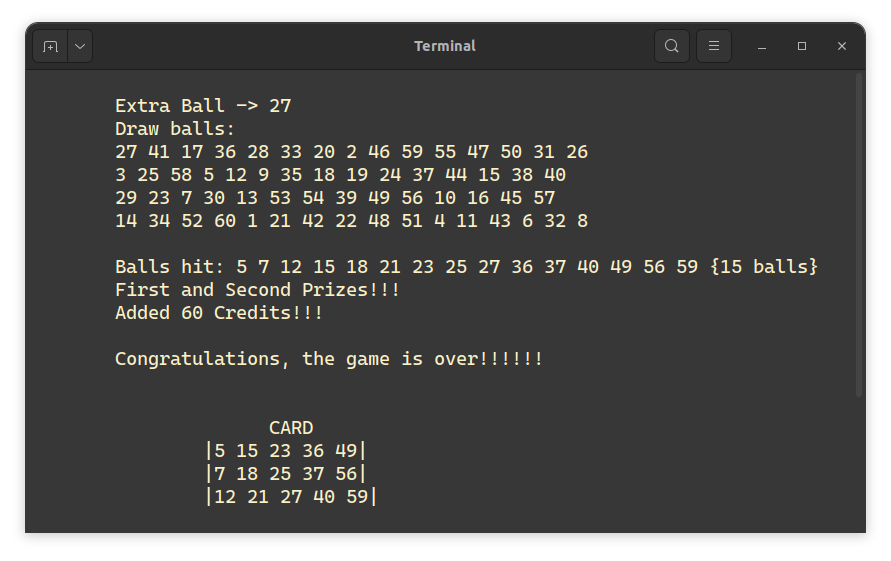 Terminal
Extra Ball -> 27
Draw balls:
27 41 17 36 28 33 20 2 46 59 55 47 50 31 26
3 25 58 5 12 9 35 18 19 24 37 44 15 38 40
29 23 7 30 13 53 54 39 49 56 10 16 45 57
14 34 52 60 1 21 42 22 48 51 4 11 43 6 32 8
Balls hit: 5 7 12 15 18 21 23 25 27 36 37 40 49 56 59 {15 balls}
First and Second Prizes!!!
Added 60 Credits!!!
Congratulations, the game is over!!!!!!
CARD
|5 15 23 36 49|
|7 18 25 37 56|
|12 21 27 40 59|